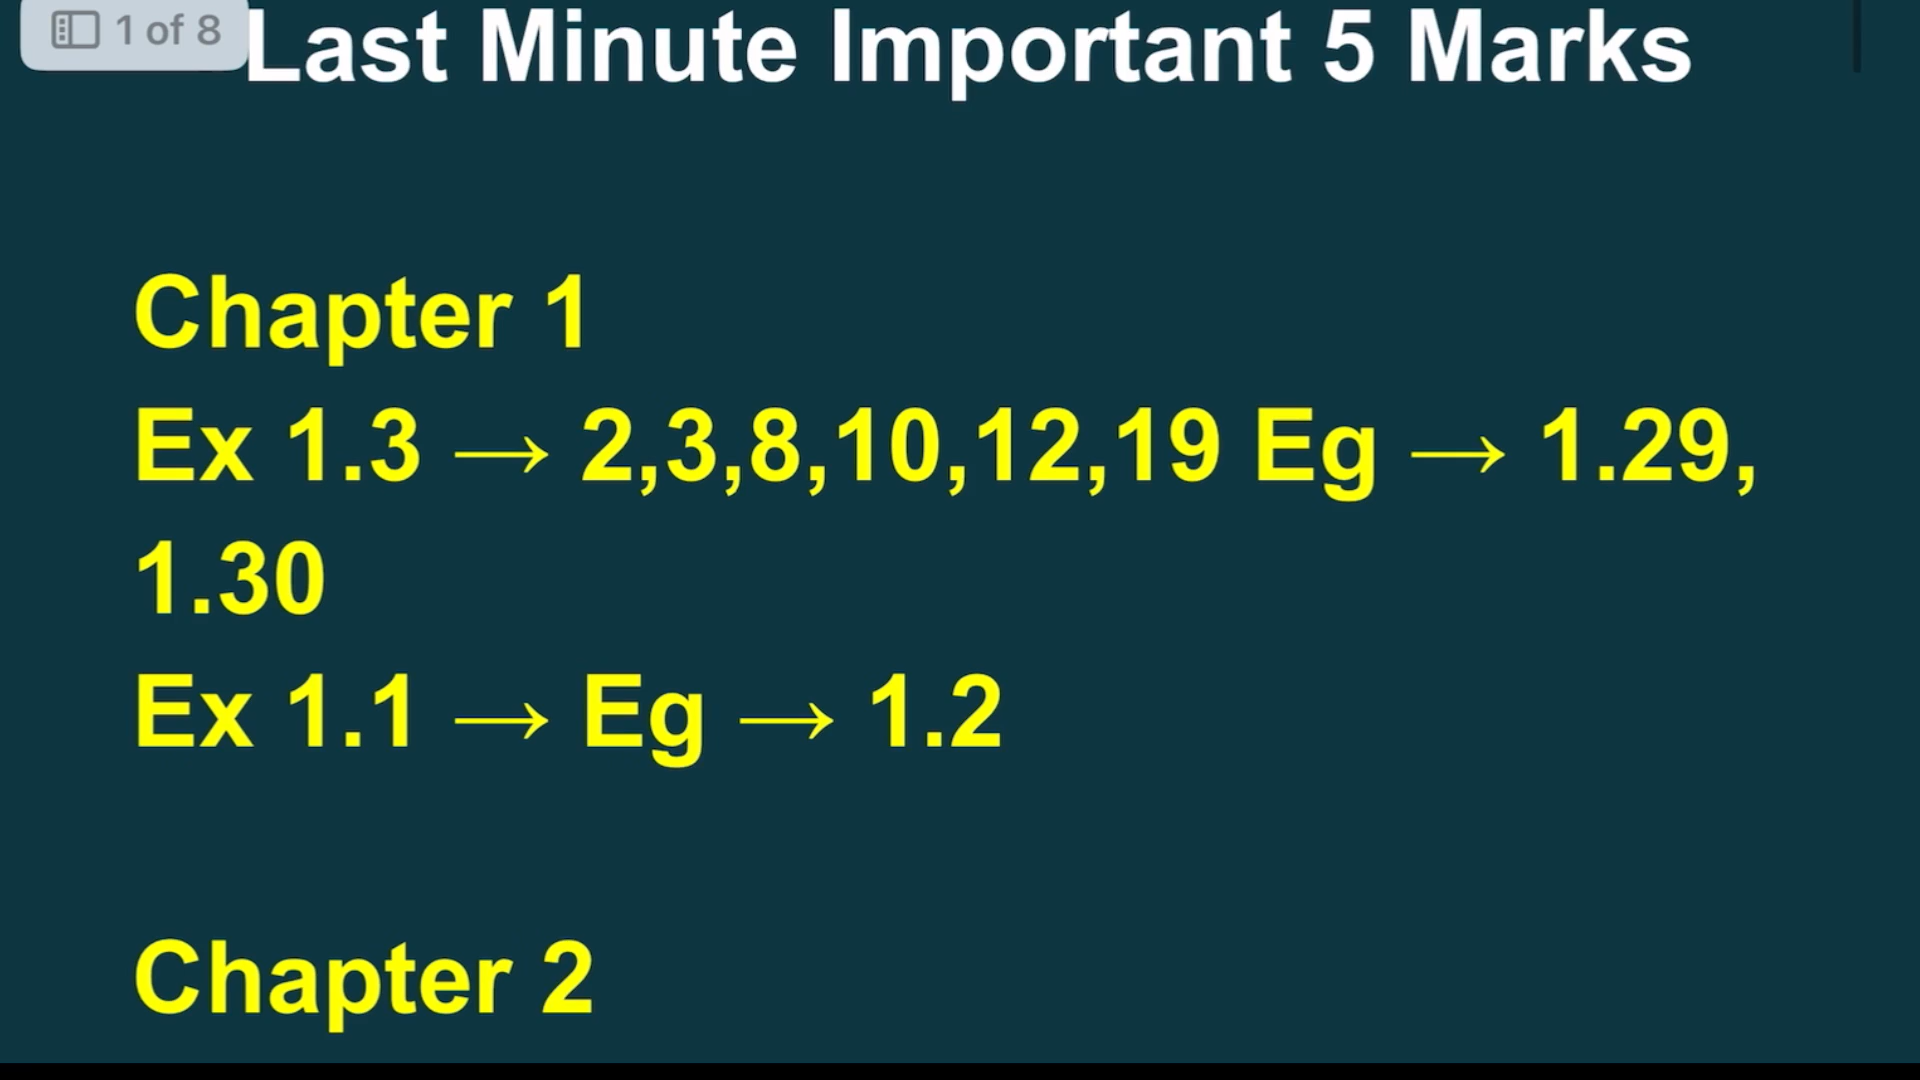 1 of 8
Last Minute Important 5 Marks
Chapter 1
Ex 1.3 → 2,3,8,10,12,19 Eg → 1.29,
1.30
Ex 1.1 → Eg → 1.2
Chapter 2